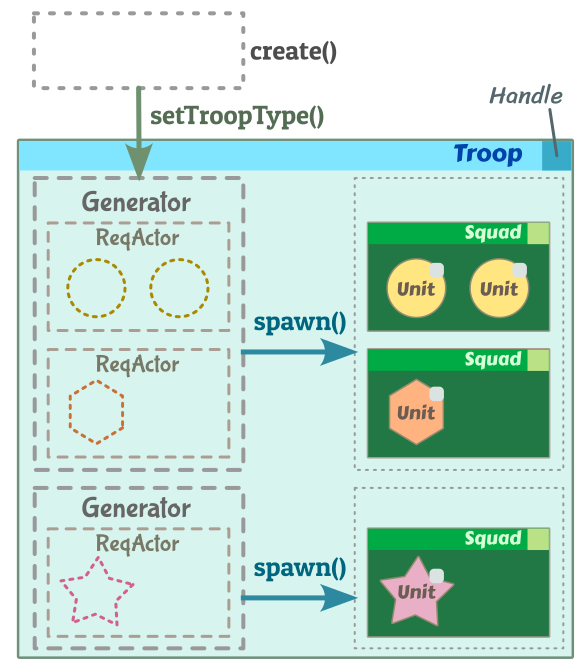 create()
setTroopType()
Handle
Troop
Generator
ReqActor
Squad
Unit Unit
spawn()
ReqActor
Squad
Unit
Generator
ReqActor
Squad
spawn()
Unit